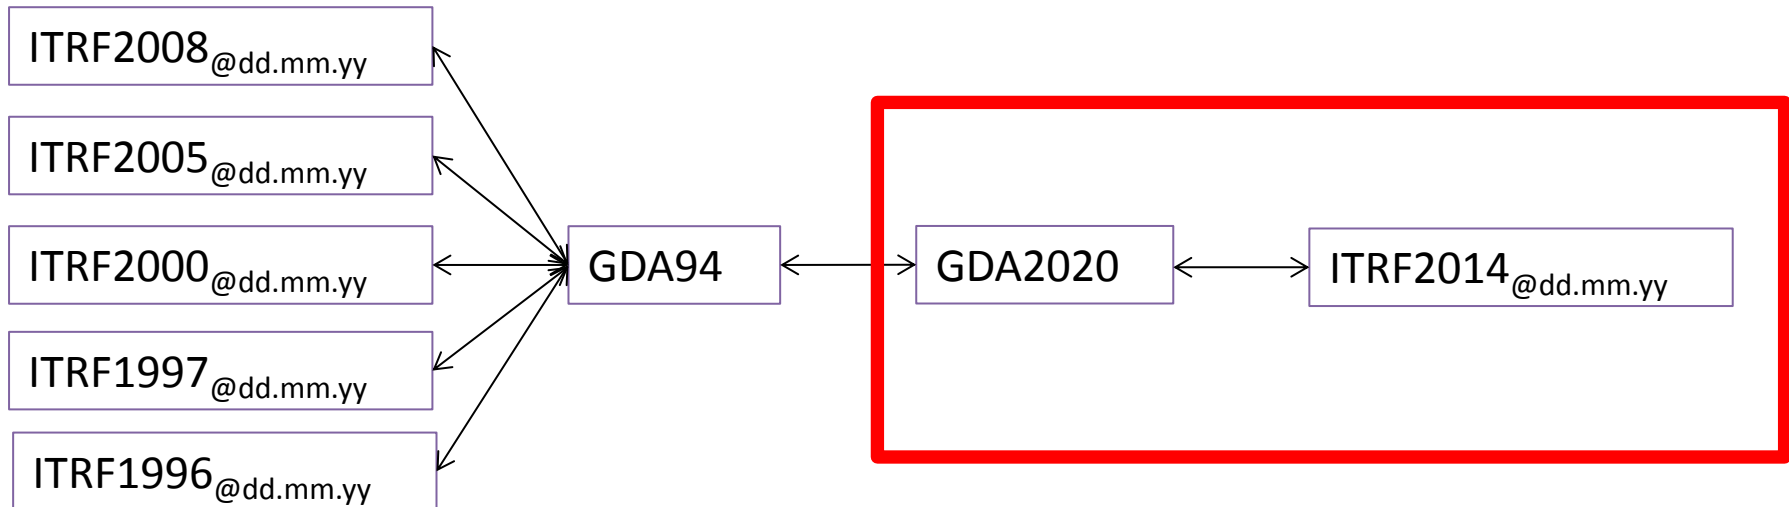 ITRF2008@dd.mm.yy
ITRF2005@dd.mm.yy
ITRF2000@dd.mm.yy
GDA94
GDA2020
ITRF2014@dd.mm.yy
ITRF1997@dd.mm.yy
ITRF1996@dd.mm.yy